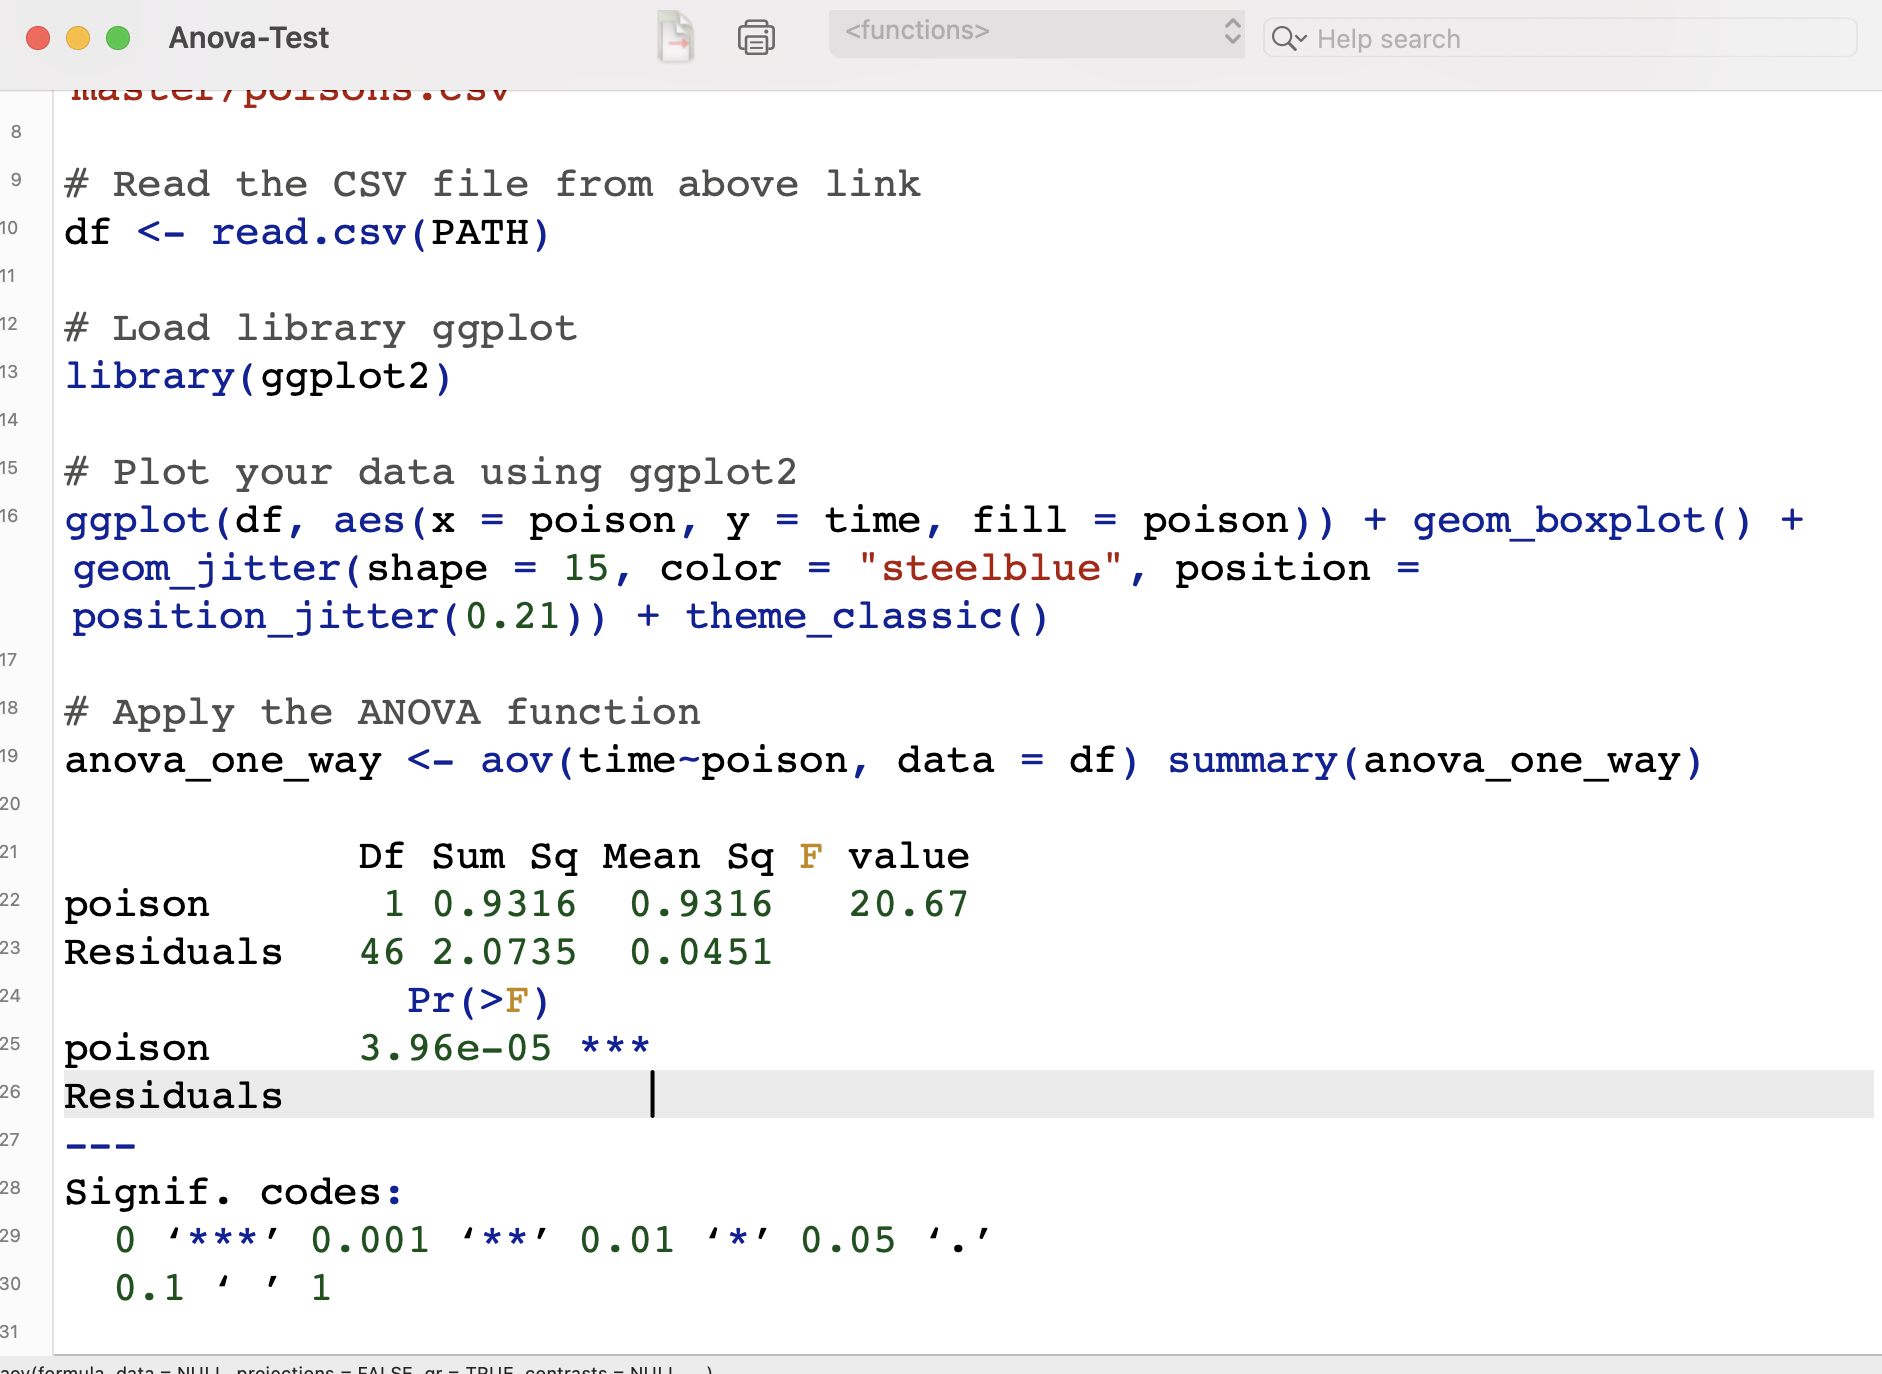 Anova-Test
<functions>
Help search
master/poisons.csv
8
9 # Read the CSV file from above link
10 df <- read.csv(PATH)
11
12 # Load library ggplot
13 library(ggplot2)
14
15 # Plot your data using ggplot2
16 ggplot(df, aes(x = poison, y = time, fill = poison)) + geom_boxplot() +
geom_jitter(shape = 15, color = "steelblue", position =
position_jitter(0.21)) + theme_classic()
17
18 # Apply the ANOVA function
19 anova_one_way <- aov(time~poison, data = df) summary(anova_one_way)
20
21 Df Sum Sq Mean Sq F value
22 poison 1 0.9316 0.9316 20.67
23 Residuals 46 2.0735 0.0451
24 Pr(>F)
25 poison 3.96e-05 ***
26 Residuals
27 ---
28 Signif. codes:
29 0 ‘***’ 0.001 ‘**’ 0.01 ‘*’ 0.05 ‘.’
30 0.1 ‘ ’ 1
31
aov(formula, data = NULL, projections = FALSE, qr = TRUE, contrasts = NULL, ...)